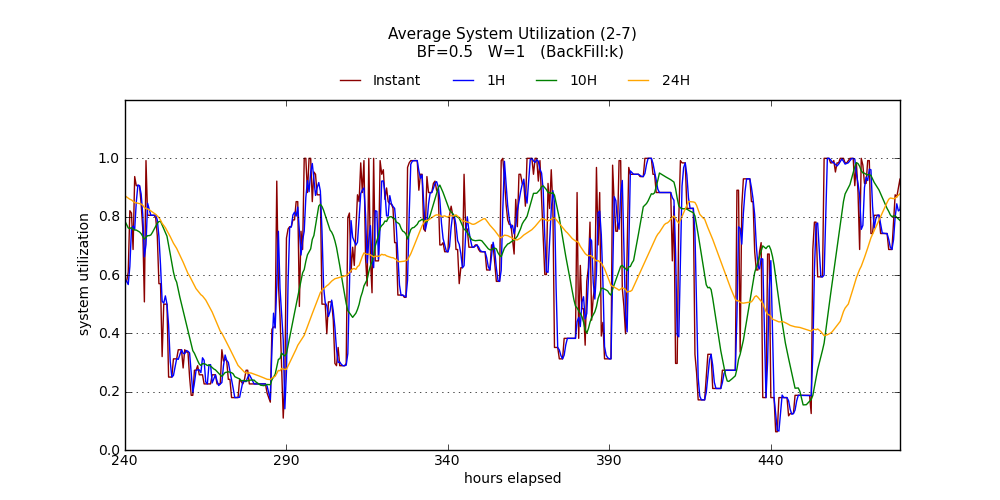 Average System Utilization (2-7)
BF=0.5 W=1 (BackFill:k)
Instant 1H 10H 24H
1.0
0.8
0.6
0.4
0.2
0.0
system utilization
240 290 340 390 440
hours elapsed